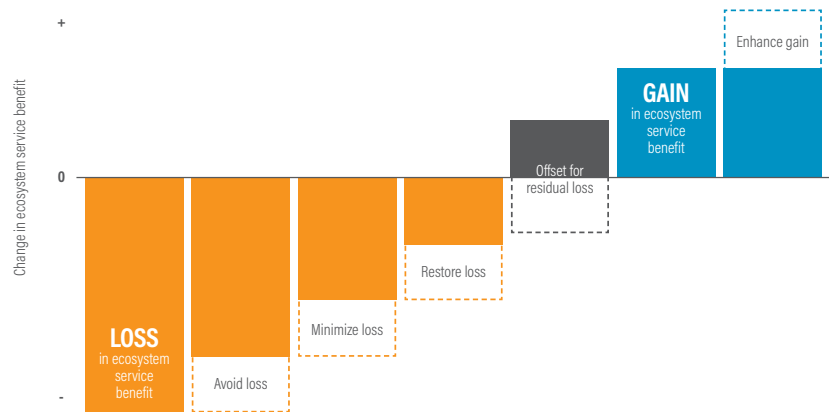 +
Enhance gain
GAIN
in ecosystem
service
benefit
Change in ecosystem service benefit
0
Offset for
residual loss
Restore loss
Minimize loss
LOSS
in ecosystem
service
benefit
Avoid loss
-